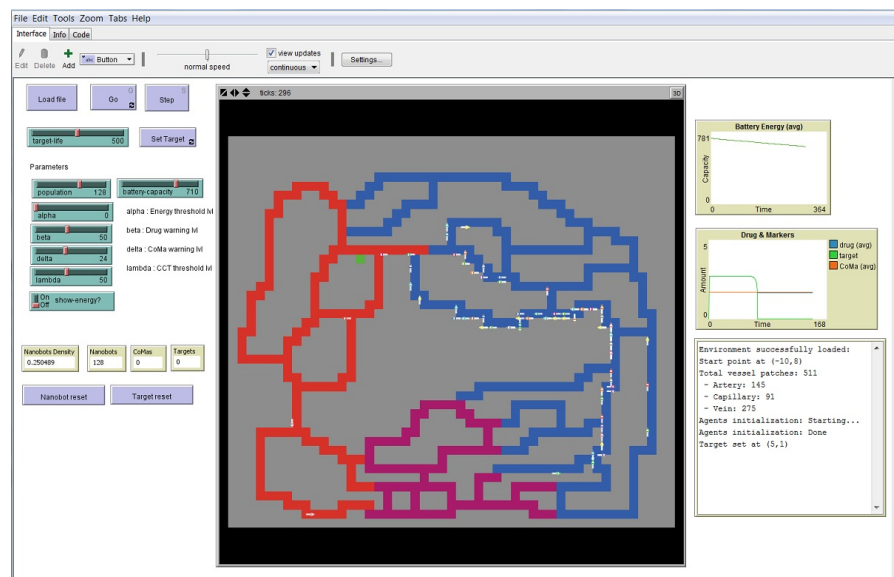 File Edit Tools Zoom Tabs Help
Interface Info Code
Edit Delete Add Button normal speed view updates continuous Settings...
Load file Go G Step S
ticks: 296 3D
target-life 500 Set Target
Parameters
population 128 battery-capacity 710
alpha 0 alpha : Energy threshold lvl
beta 50 beta : Drug warning lvl
delta 24 delta : CoMa warning lvl
lambda 50 lambda : CCT threshold lvl
On
Off show-energy?
Nanobots Density Nanobots CoMas Targets
0.250489 128 0 0
Nanobot reset Target reset
Battery Energy (avg)
781
Capacity
0
0 Time 364
Drug & Markers
5
Amount
0
0 Time 168
drug (avg)
target
CoMa (avg)
Environment successfully loaded:
Start point at (-10,8)
Total vessel patches: 511
- Artery: 145
- Capillary: 91
- Vein: 275
Agents initialization: Starting...
Agents initialization: Done
Target set at (5,1)